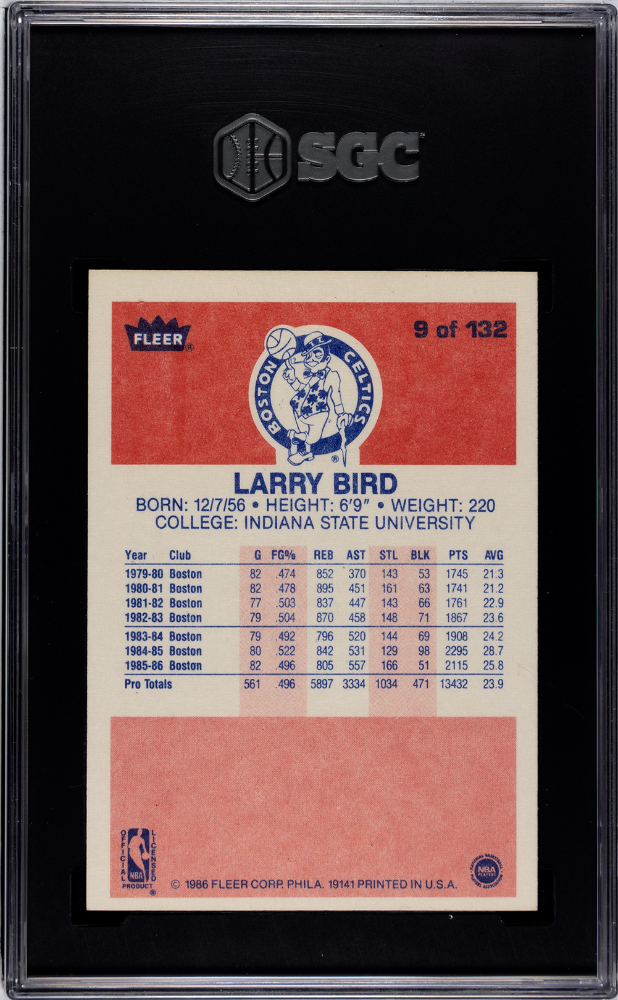 SGC
FLEER®
9 of 132
BOSTON CELTICS
®
LARRY BIRD
BORN: 12/7/56 • HEIGHT: 6'9" • WEIGHT: 220
COLLEGE: INDIANA STATE UNIVERSITY
Year Club G FG% REB AST STL BLK PTS AVG
1979-80 Boston 82 .474 852 370 143 53 1745 21.3
1980-81 Boston 82 .478 895 451 161 63 1741 21.2
1981-82 Boston 77 .503 837 447 143 66 1761 22.9
1982-83 Boston 79 .504 870 458 148 71 1867 23.6
1983-84 Boston 79 .492 796 520 144 69 1908 24.2
1984-85 Boston 80 .522 842 531 129 98 2295 28.7
1985-86 Boston 82 .496 805 557 166 51 2115 25.8
Pro Totals 561 .496 5897 3334 1034 471 13432 23.9
OFFICIAL LICENSED
NBA
PRODUCT ®
© 1986 FLEER CORP. PHILA. 19141 PRINTED IN U.S.A.
NBA
PLAYERS